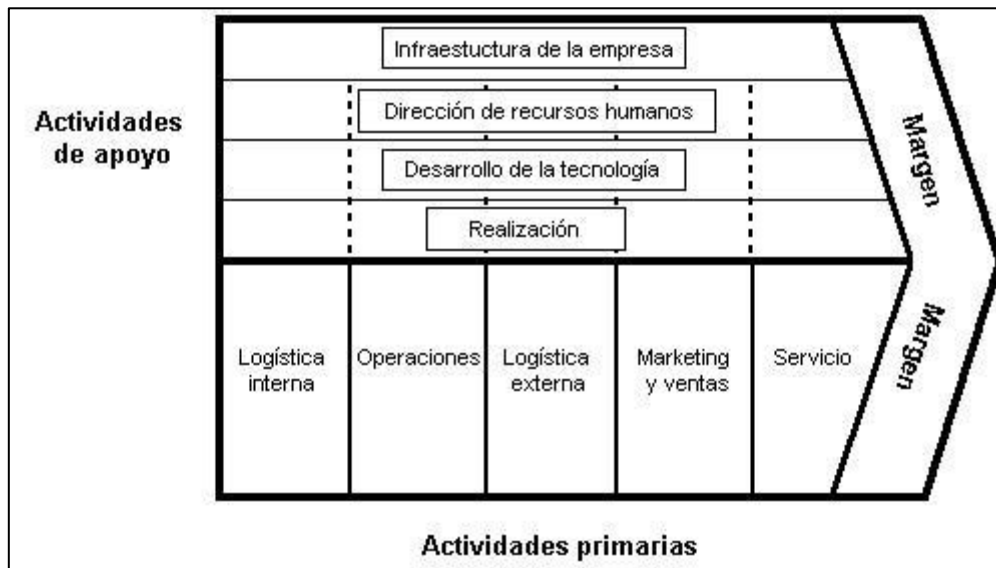 Infraestuctura de la empresa
Actividades
de apoyo
Dirección de recursos humanos
Desarrollo de la tecnología
Realización
Margen
Margen
Logística
interna
Operaciones
Logística
externa
Marketing
y ventas
Servicio
Actividades primarias